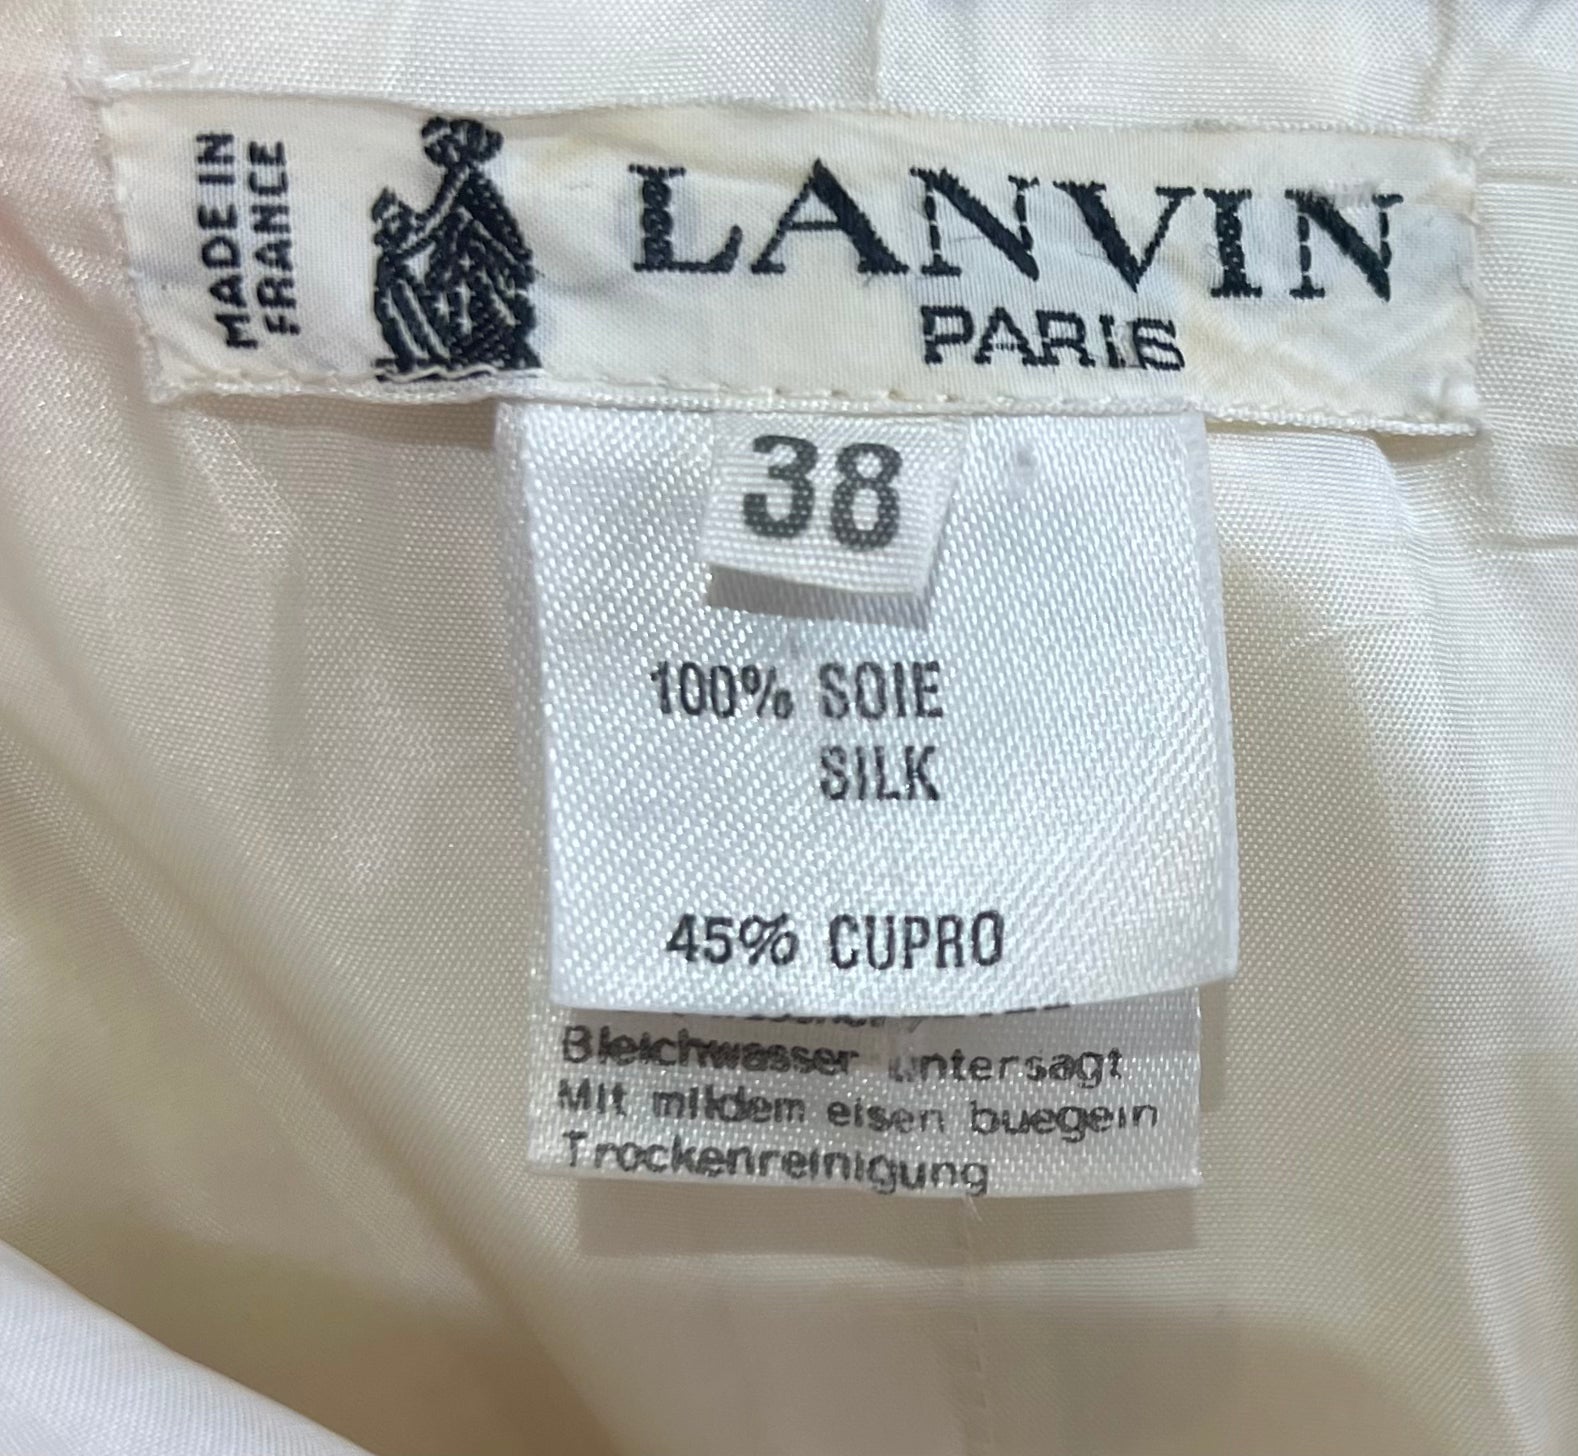 MADE IN
FRANCE
LANVIN
PARIS
38
100% SOIE
SILK
45% CUPRO
Bleichwasser untersagt
Mit mildem eisen buegeln
Trockenreinigung